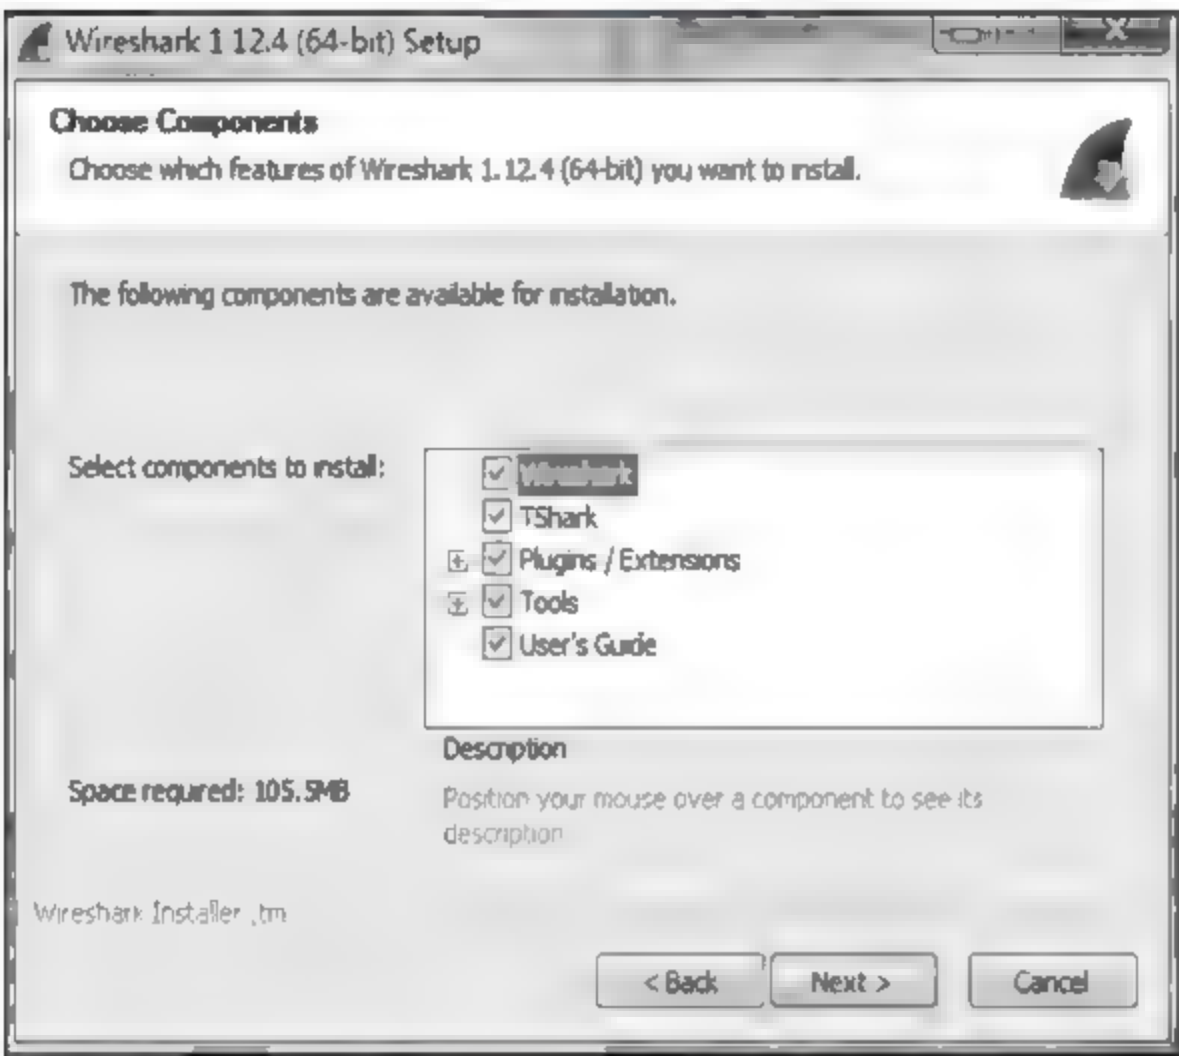 Wireshark 1 12.4 (64-bit) Setup
Choose Components
Choose which features of Wireshark 1.12.4 (64-bit) you want to install.
The following components are available for installation.
Select components to install:
Wireshark
TShark
Plugins / Extensions
Tools
User's Guide
Description
Space required: 105.5MB
Position your mouse over a component to see its
description
Wireshark Installer (tm)
< Back
Next >
Cancel